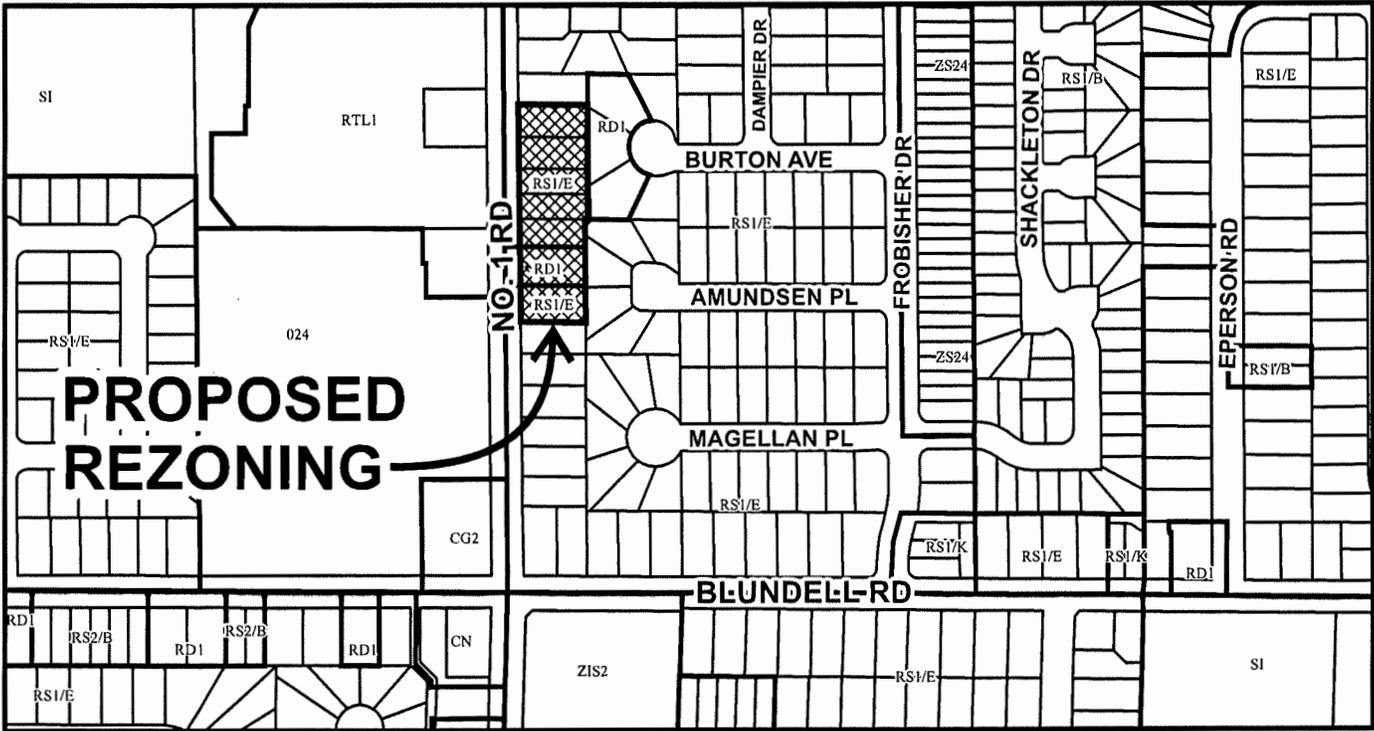 SI
RTL1
NO. 1 RD
RS1/E
RD1
RS1/E
RD1
DAMPIER DR
BURTON AVE
RS1/E
AMUNDSEN PL
MAGELLAN PL
RS1/E
FROBISHER DR
ZS24
ZS24
SHACKLETON DR
RS1/B
EPERSON RD
RS1/E
RS1/B
RS1/E
024
PROPOSED
REZONING
CG2
RS1/K
RS1/E
RS1/K
RD1
BLUNDELL RD
RD1
RS2/B
RD1
RS2/B
RD1
CN
ZIS2
RS1/E
SI
RS1/E